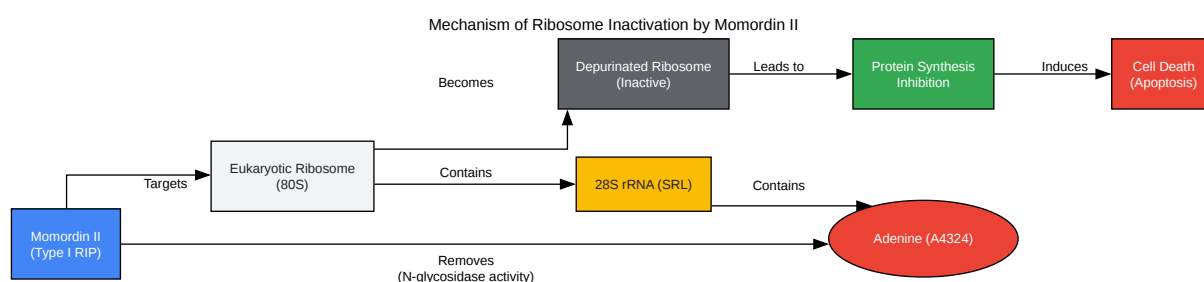 Mechanism of Ribosome Inactivation by Momordin II
Depurinated Ribosome
(Inactive)
Leads to
Protein Synthesis
Inhibition
Induces
Cell Death
(Apoptosis)
Becomes
Eukaryotic Ribosome
(80S)
Contains
28S rRNA (SRL)
Contains
Targets
Momordin II
(Type I RIP)
Adenine (A4324)
Removes
(N-glycosidase activity)